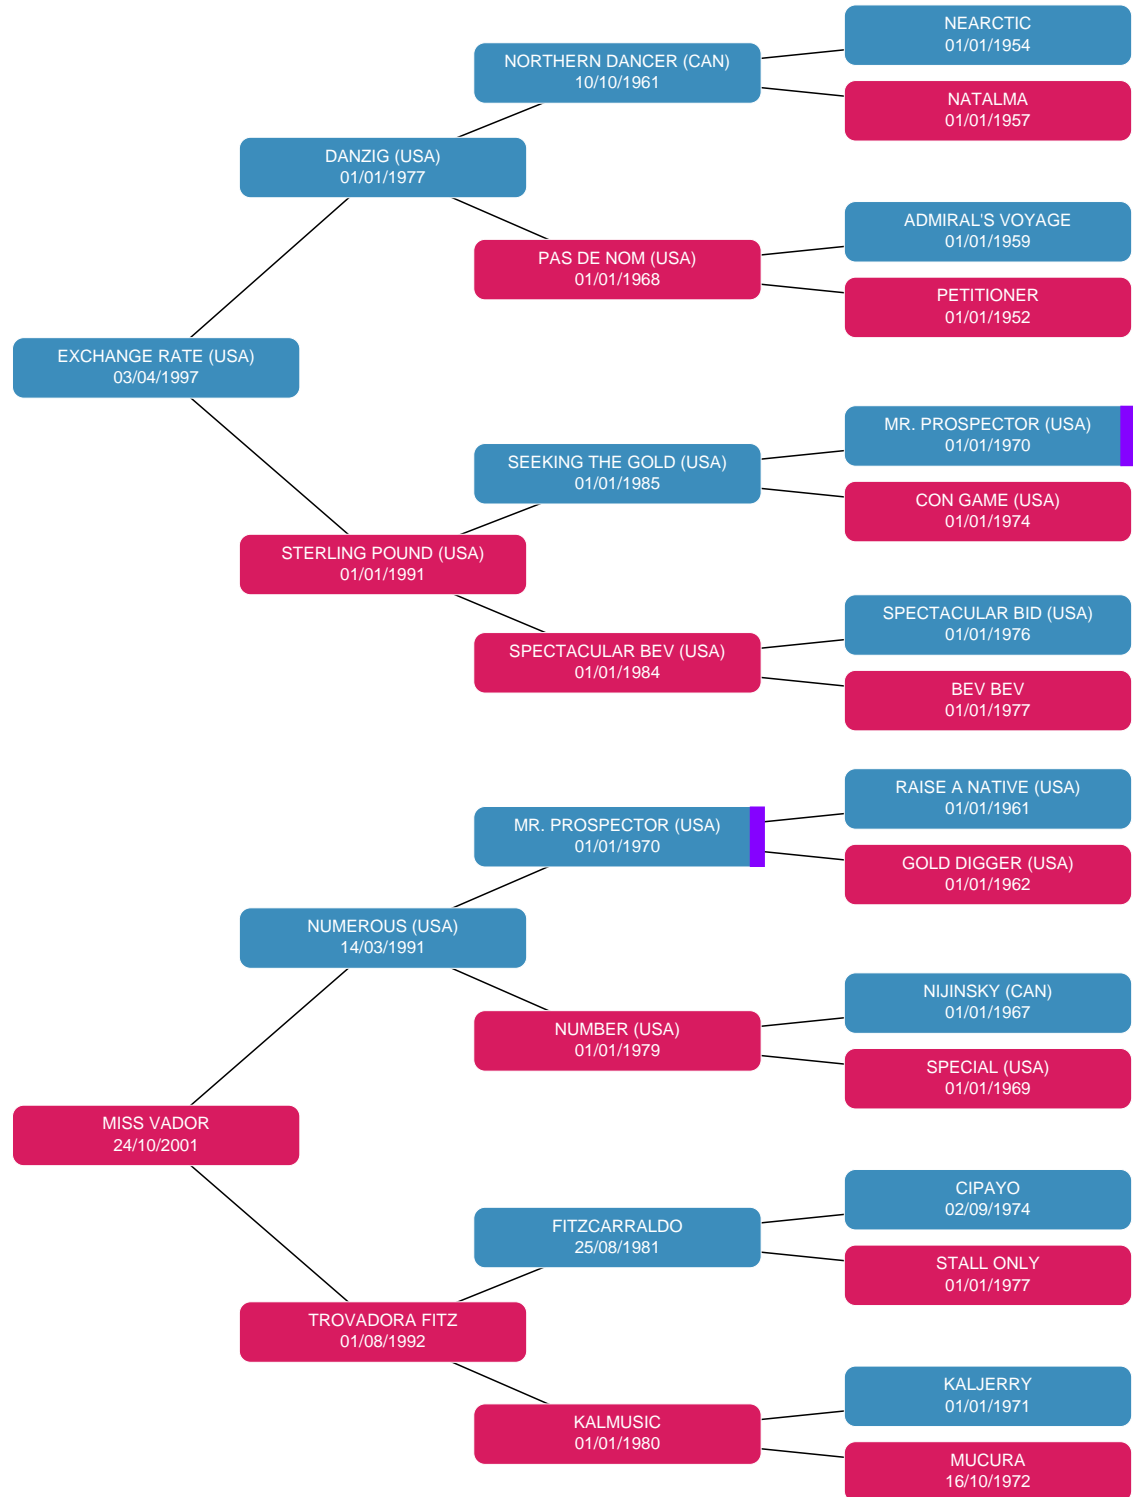 NEARCTIC
01/01/1954
NORTHERN DANCER (CAN)
10/10/1961
NATALMA
01/01/1957
DANZIG (USA)
01/01/1977
ADMIRAL'S VOYAGE
01/01/1959
PAS DE NOM (USA)
01/01/1968
PETITIONER
01/01/1952
EXCHANGE RATE (USA)
03/04/1997
MR. PROSPECTOR (USA)
01/01/1970
SEEKING THE GOLD (USA)
01/01/1985
CON GAME (USA)
01/01/1974
STERLING POUND (USA)
01/01/1991
SPECTACULAR BID (USA)
01/01/1976
SPECTACULAR BEV (USA)
01/01/1984
BEV BEV
01/01/1977
RAISE A NATIVE (USA)
01/01/1961
MR. PROSPECTOR (USA)
01/01/1970
GOLD DIGGER (USA)
01/01/1962
NUMEROUS (USA)
14/03/1991
NIJINSKY (CAN)
01/01/1967
NUMBER (USA)
01/01/1979
SPECIAL (USA)
01/01/1969
MISS VADOR
24/10/2001
CIPAYO
02/09/1974
FITZCARRALDO
25/08/1981
STALL ONLY
01/01/1977
TROVADORA FITZ
01/08/1992
KALJERRY
01/01/1971
KALMUSIC
01/01/1980
MUCURA
16/10/1972